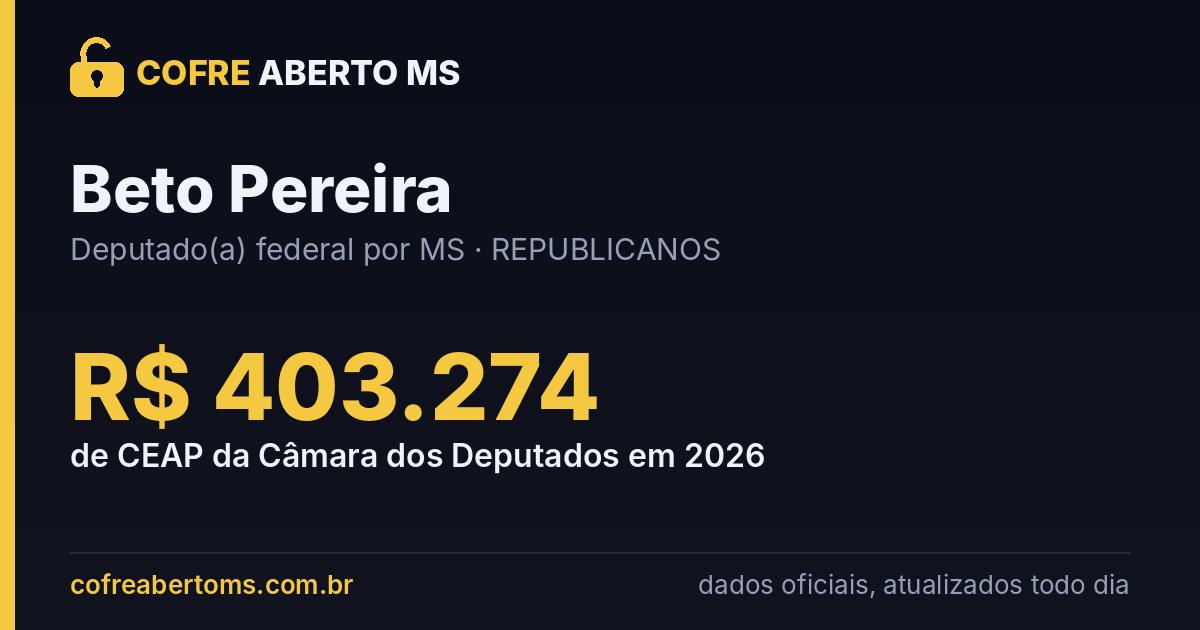 COFRE ABERTO MS
Beto Pereira
Deputado(a) federal por MS · REPUBLICANOS
R$ 403.274
de CEAP da Câmara dos Deputados em 2026
cofreabertoms.com.br
dados oficiais, atualizados todo dia